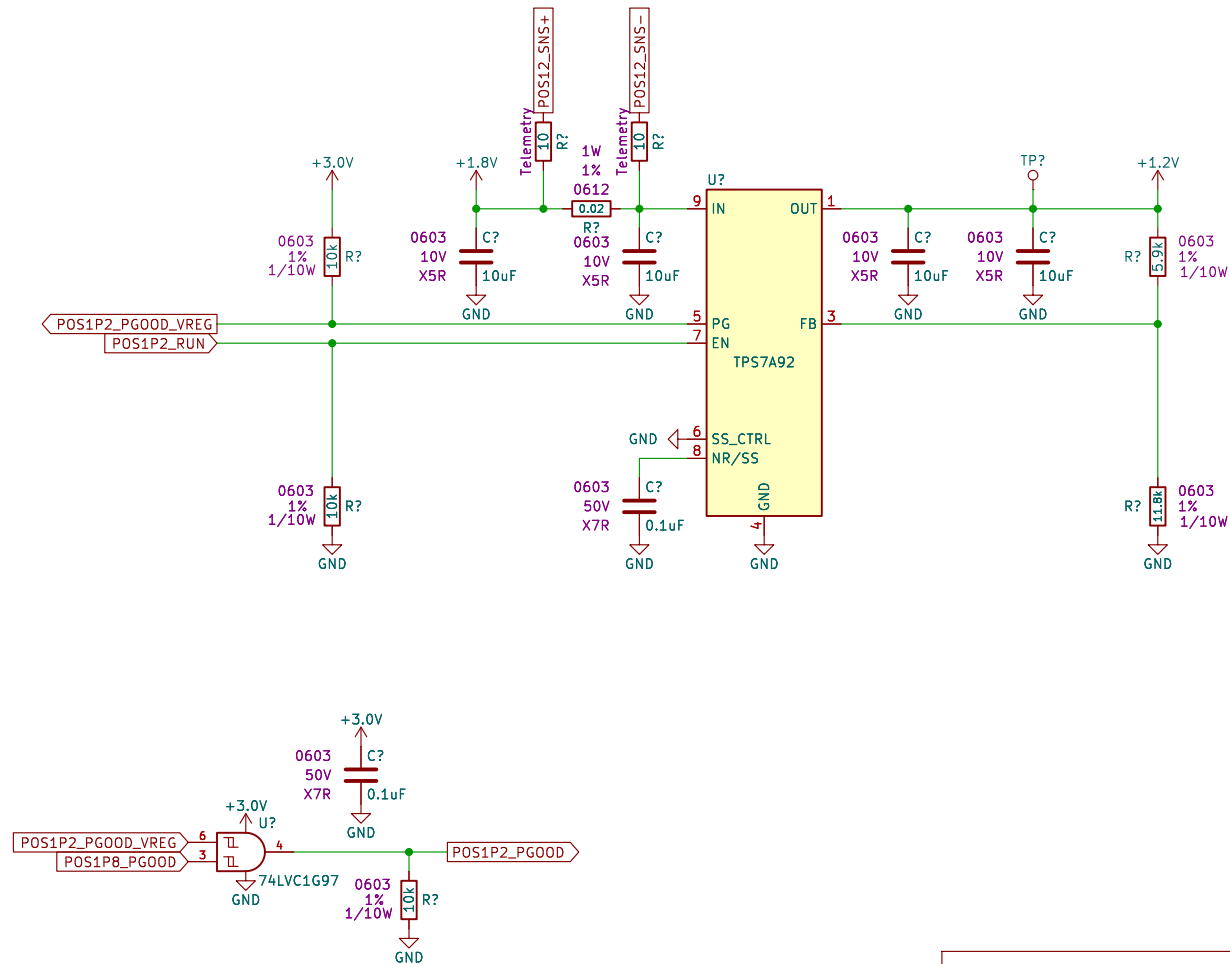 POS12_SNS+
POS12_SNS-
Telemetry
10
R?
Telemetry
10
R?
+3.0V
+1.8V
1W
1%
0612
0.02
R?
TP?
+1.2V
U?
9 IN
OUT 1
0603
1%
1/10W
10k
R?
0603
10V
X5R
C?
10uF
GND
0603
10V
X5R
C?
10uF
GND
0603
10V
X5R
C?
10uF
GND
0603
10V
X5R
C?
10uF
GND
R?
5.9k
0603
1%
1/10W
POS1P2_PGOOD_VREG
5 PG
FB 3
POS1P2_RUN
7 EN
TPS7A92
GND
6 SS_CTRL
8 NR/SS
GND
4
GND
0603
1%
1/10W
10k
R?
GND
0603
50V
X7R
C?
0.1uF
GND
R?
11.8k
0603
1%
1/10W
GND
+3.0V
0603
50V
X7R
C?
0.1uF
GND
+3.0V
U?
POS1P2_PGOOD_VREG 6
POS1P8_PGOOD 3
4
POS1P2_PGOOD
74LVC1G97
GND
0603
1%
1/10W
10k
R?
GND